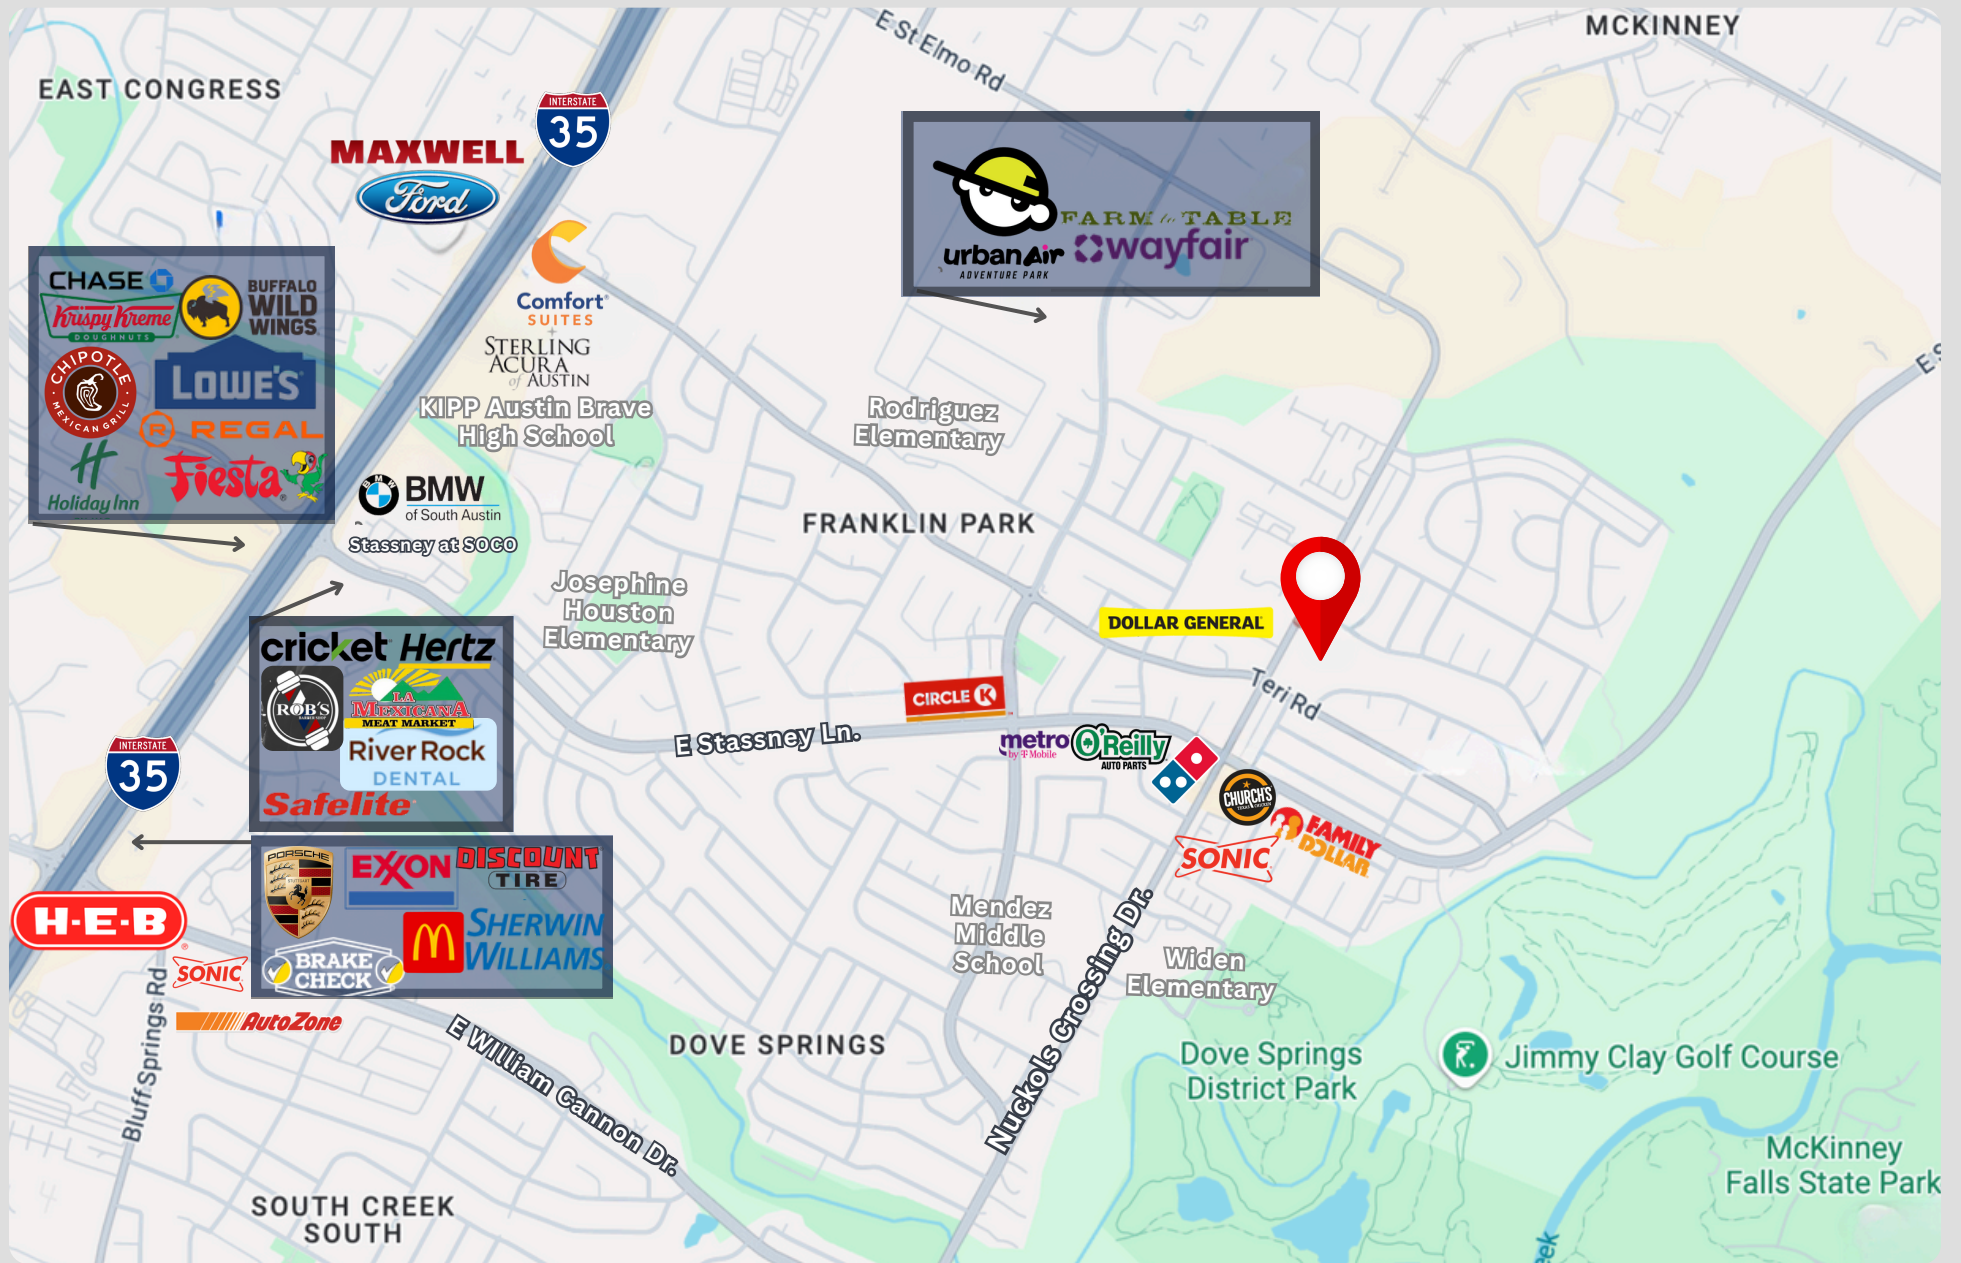 MCKINNEY
E St Elmo Rd
EAST CONGRESS
INTERSTATE
35
MAXWELL
Ford
urbanAir
ADVENTURE PARK
FARM to TABLE
wayfair
Comfort
SUITES
STERLING
ACURA
of AUSTIN
CHASE
Krispy Kreme
DOUGHNUTS
BUFFALO
WILD
WINGS
CHIPOTLE
MEXICAN GRILL
LOWE'S
R REGAL
H
Holiday Inn
Fiesta
KIPP Austin Brave
High School
Rodriguez
Elementary
BMW
BMW
of South Austin
Stassney at SOCO
FRANKLIN PARK
Josephine
Houston
Elementary
DOLLAR GENERAL
cricket
Hertz
ROB'S
BARBER SHOP
LA
MEXICANA
MEAT MARKET
River Rock
DENTAL
Safelite
Teri Rd
CIRCLE K
E Stassney Ln.
metro
by T Mobile
O'Reilly
AUTO PARTS
CHURCH'S
TEXAS CHICKEN
FAMILY
DOLLAR
SONIC
INTERSTATE
35
PORSCHE
EXXON
DISCOUNT
TIRE
BRAKE
CHECK
M
SHERWIN
WILLIAMS
H-E-B
SONIC
AutoZone
Bluff Springs Rd
E William Cannon Dr.
Mendez
Middle
School
Nuckols Crossing Dr.
Widen
Elementary
DOVE SPRINGS
Dove Springs
District Park
Jimmy Clay Golf Course
McKinney
Falls State Park
SOUTH CREEK
SOUTH
eek
E S